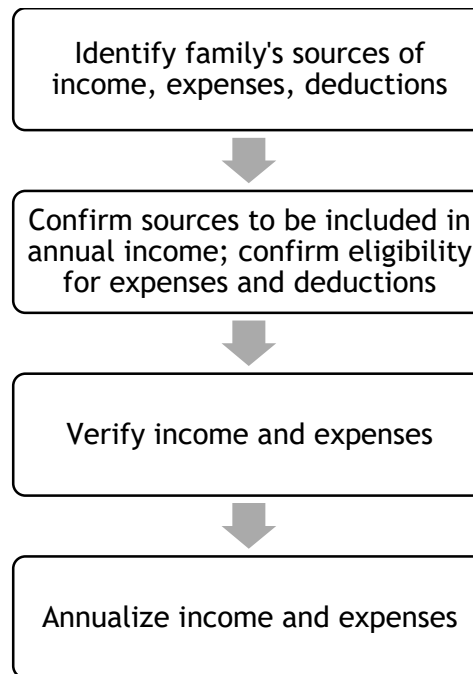 Identify family's sources of
income, expenses, deductions
Confirm sources to be included in
annual income; confirm eligibility
for expenses and deductions
Verify income and expenses
Annualize income and expenses